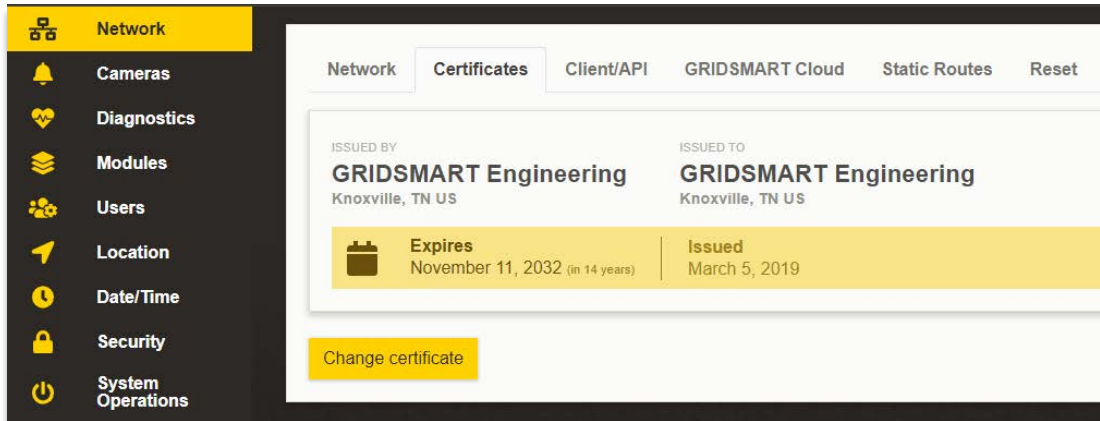 Network
Cameras
Diagnostics
Modules
Users
Location
Date/Time
Security
System
Operations
Network Certificates Client/API GRIDSMART Cloud Static Routes Reset
ISSUED BY
GRIDSMART Engineering
Knoxville, TN US
ISSUED TO
GRIDSMART Engineering
Knoxville, TN US
Expires
November 11, 2032 (in 14 years)
Issued
March 5, 2019
Change certificate